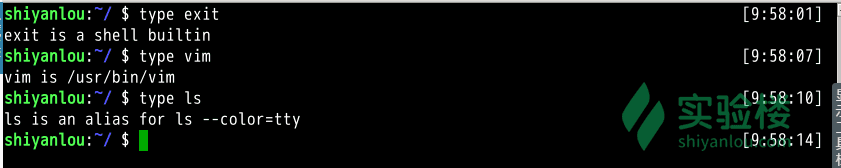 shiyanlou:~/ $ type exit [9:58:01]
exit is a shell builtin
shiyanlou:~/ $ type vim [9:58:07]
vim is /usr/bin/vim
shiyanlou:~/ $ type ls [9:58:10]
ls is an alias for ls --color=tty
shiyanlou:~/ $ [9:58:14]
实验楼
shiyanlou.com